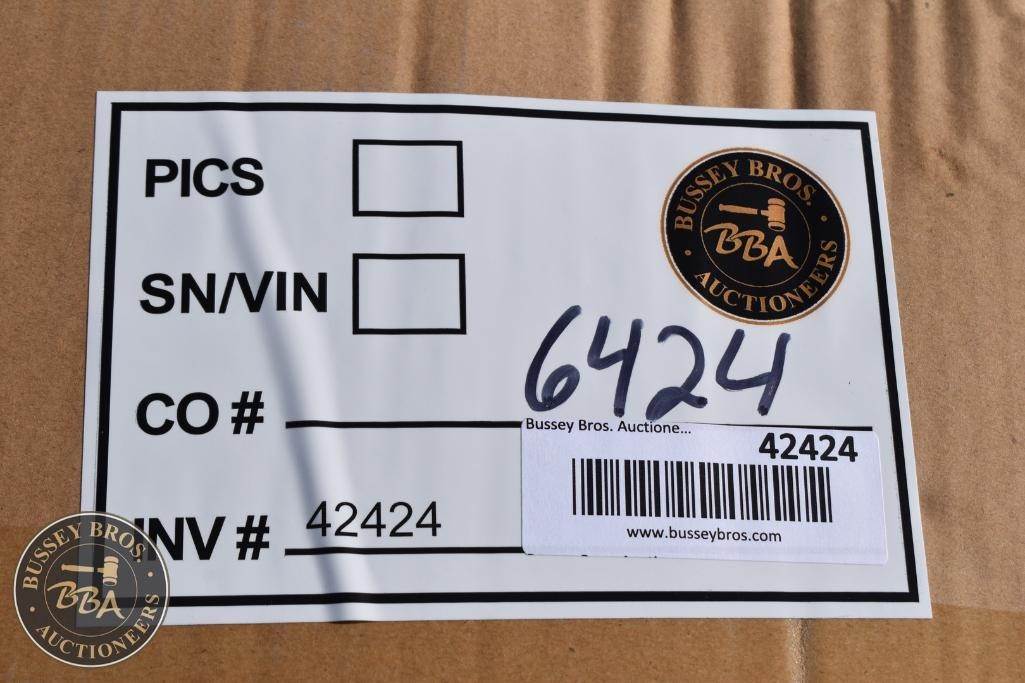 PICS
BUSSEY BROS.
BBA
AUCTIONEERS
SN/VIN
6424
CO #
Bussey Bros. Auctione...
42424
INV # 42424
www.busseybros.com
BUSSEY BROS.
BBA
AUCTIONEERS